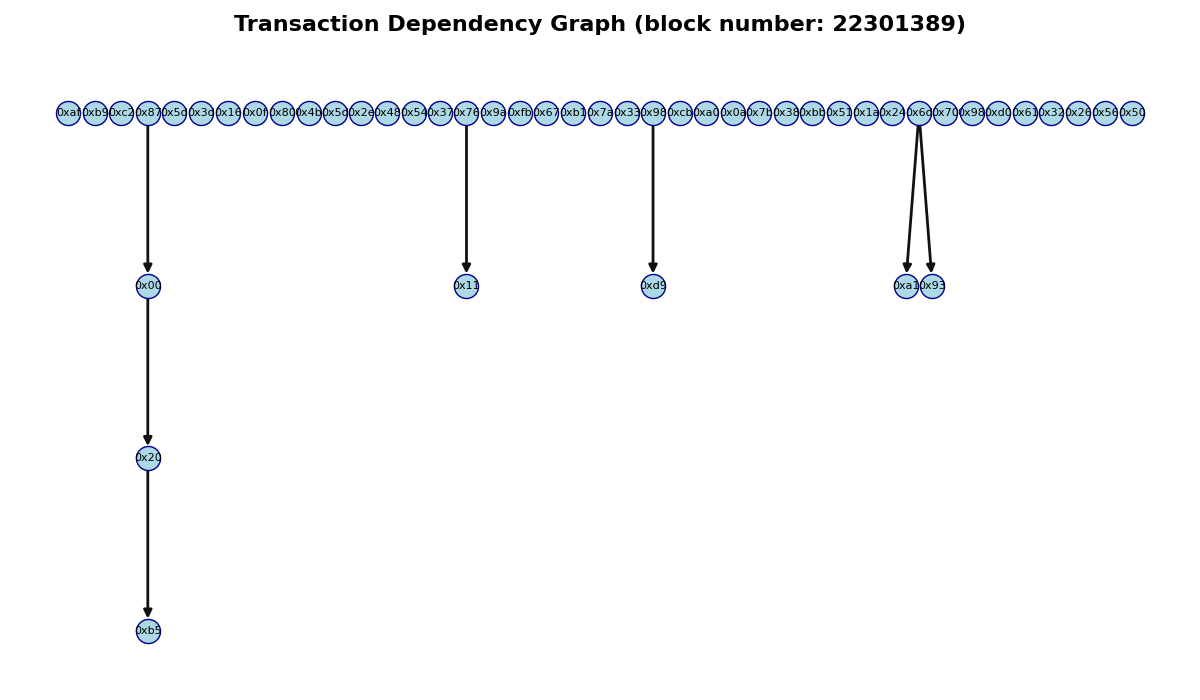 Transaction Dependency Graph (block number: 22301389)
0xaf 0xb9 0xc2 0x87 0x5d 0x3d 0x16 0x0f 0x80 0x4b 0x5d 0x2e 0x48 0x54 0x37 0x76 0x9a 0xfb 0x67 0xb1 0x7a 0x33 0x98 0xcb 0xa0 0x0a 0x7b 0x38 0xbb 0x51 0x1a 0x24 0x6d 0x70 0x98 0xd0 0x61 0x32 0x26 0x56 0x50
0x00 0x11 0xd9 0xa1 0x93
0x20
0xb5